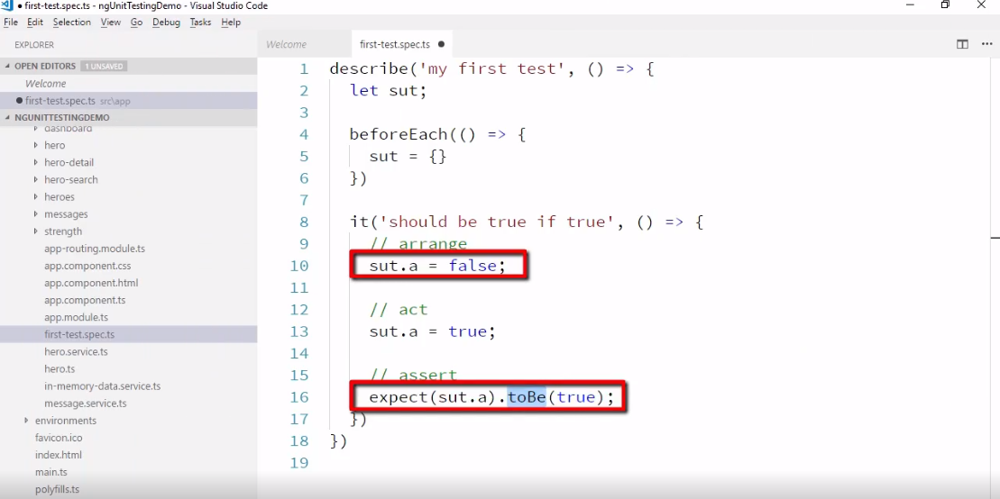 ● first-test.spec.ts - ngUnitTestingDemo - Visual Studio Code
File Edit Selection View Go Debug Tasks Help
EXPLORER
OPEN EDITORS 1 UNSAVED
Welcome
● first-test.spec.ts src\app
NGUNITTESTINGDEMO
dashboard
hero
hero-detail
hero-search
heroes
messages
strength
app-routing.module.ts
app.component.css
app.component.html
app.component.ts
app.module.ts
first-test.spec.ts
hero.service.ts
hero.ts
in-memory-data.service.ts
message.service.ts
environments
favicon.ico
index.html
main.ts
polyfills.ts
Welcome first-test.spec.ts ●
1 describe('my first test', () => {
2 let sut;
3
4 beforeEach(() => {
5 sut = {}
6 })
7
8 it('should be true if true', () => {
9 // arrange
10 sut.a = false;
11
12 // act
13 sut.a = true;
14
15 // assert
16 expect(sut.a).toBe(true);
17 })
18 })
19